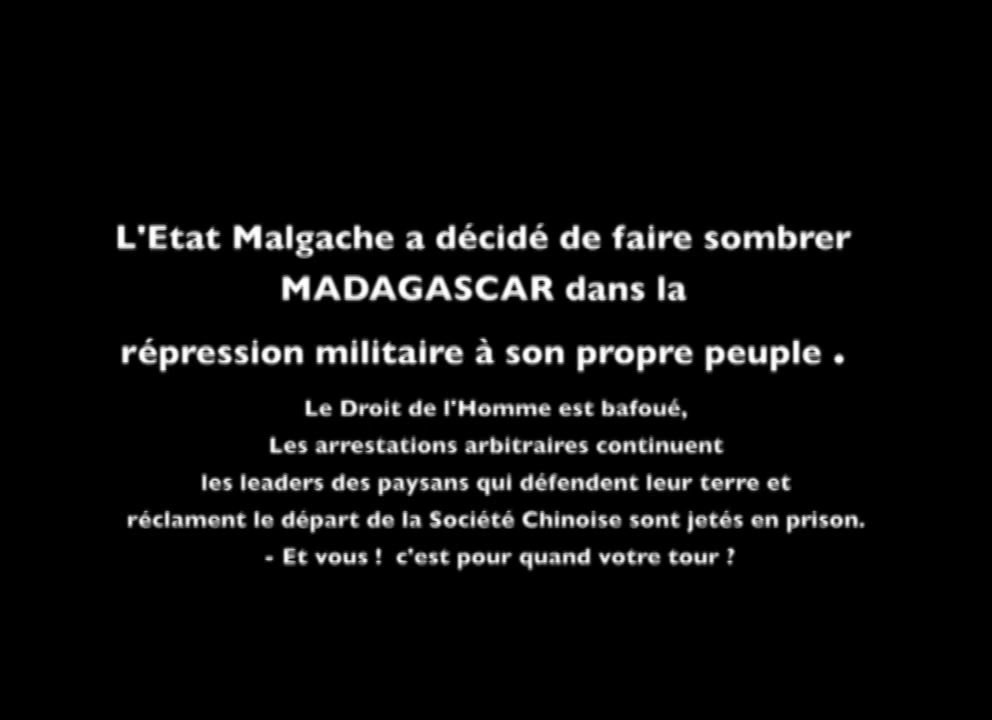 L'Etat Malgache a décidé de faire sombrer
MADAGASCAR dans la
répression militaire à son propre peuple .
Le Droit de l'Homme est bafoué,
Les arrestations arbitraires continuent
les leaders des paysans qui défendent leur terre et
réclament le départ de la Société Chinoise sont jetés en prison.
- Et vous ! c'est pour quand votre tour ?